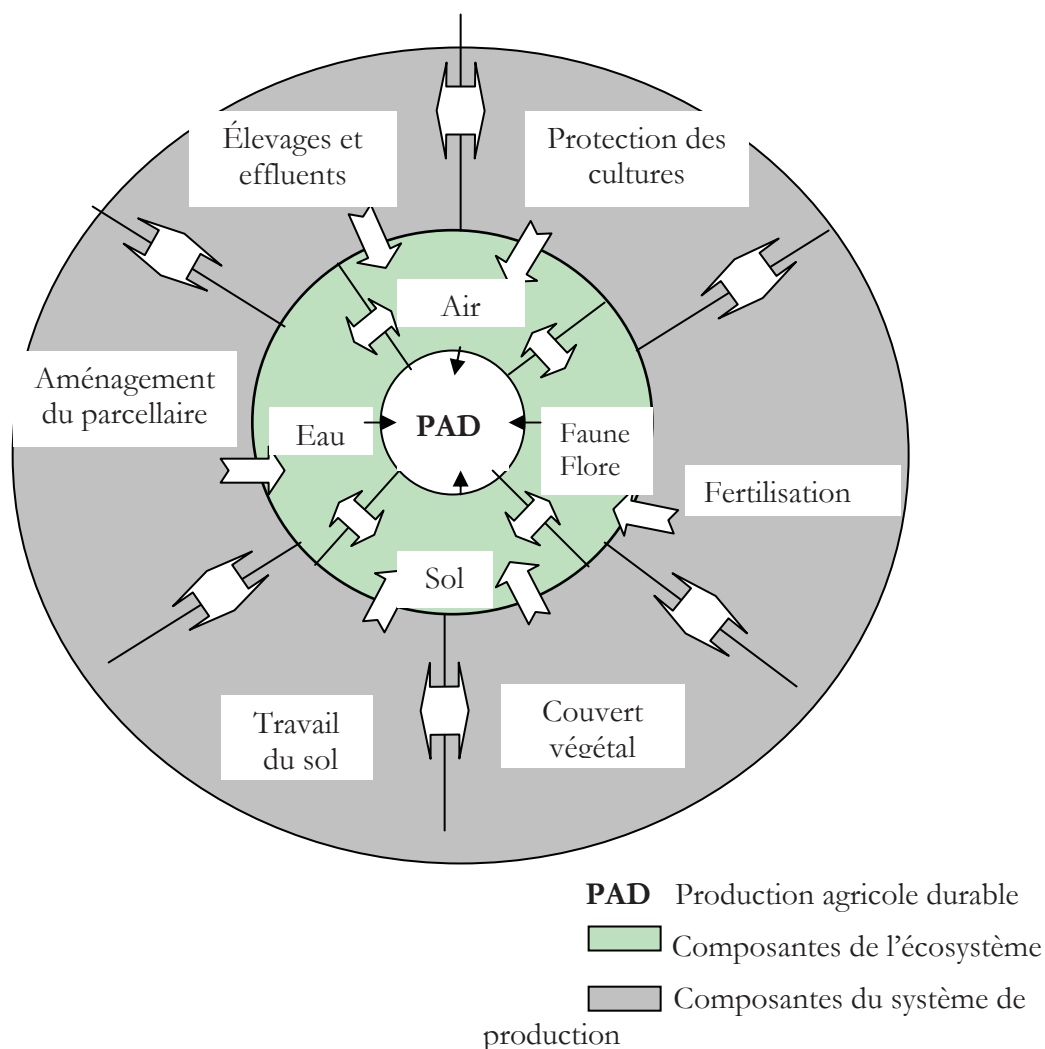 Élevages et
effluents
Protection des
cultures
Air
Aménagement
du parcellaire
Eau
PAD
Faune
Flore
Fertilisation
Sol
Travail
du sol
Couvert
végétal
PAD Production agricole durable
Composantes de l'écosystème
Composantes du système de
production